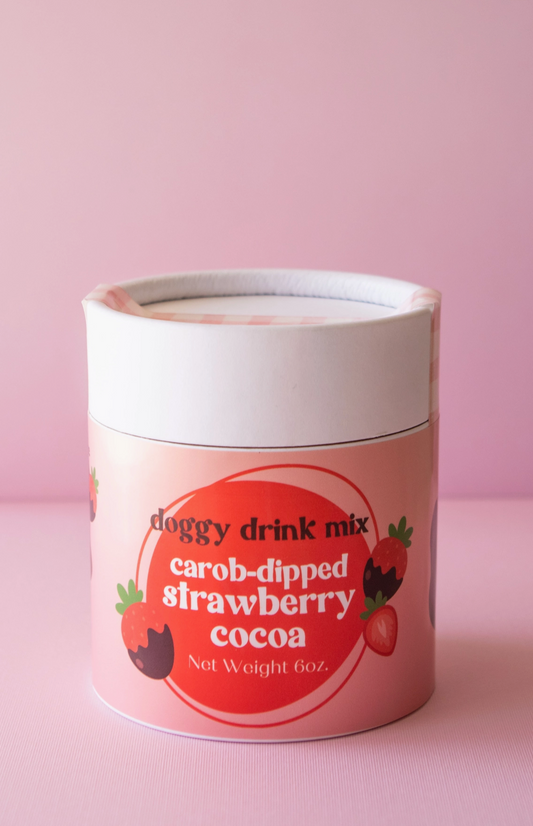 doggy drink mix
carob-dipped
strawberry
cocoa
Net Weight 6oz.